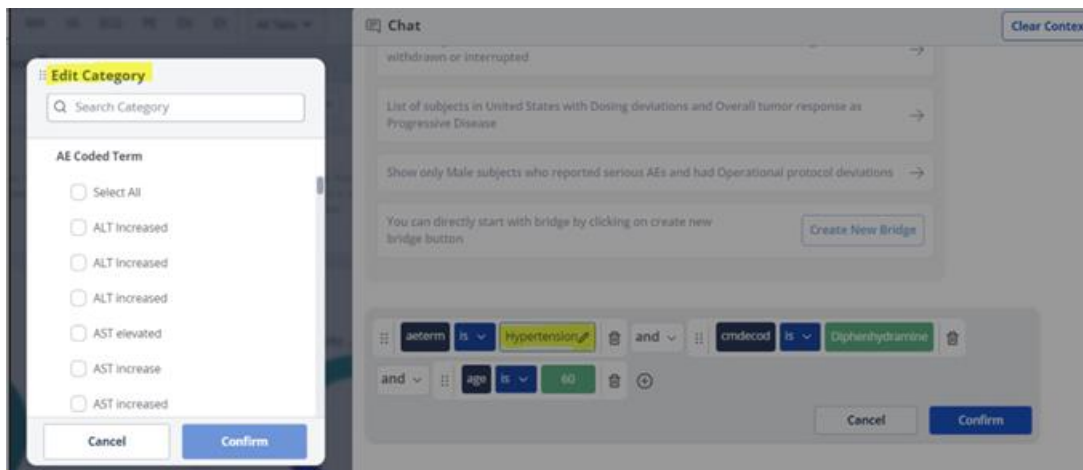 Chat
Clear Contex
withdrawn or interrupted
List of subjects in United States with Dosing deviations and Overall tumor response as
Progressive Disease
Show only Male subjects who reported serious AEs and had Operational protocol deviations
You can directly start with bridge by clicking on create new
bridge button
Create New Bridge
aeterm is Hypertension and cmdecod is Diphenhydramine
and age is 60
Cancel Confirm
Edit Category
Search Category
AE Coded Term
Select All
ALT Increased
ALT Increased
ALT increased
AST elevated
AST increase
AST increased
Cancel Confirm